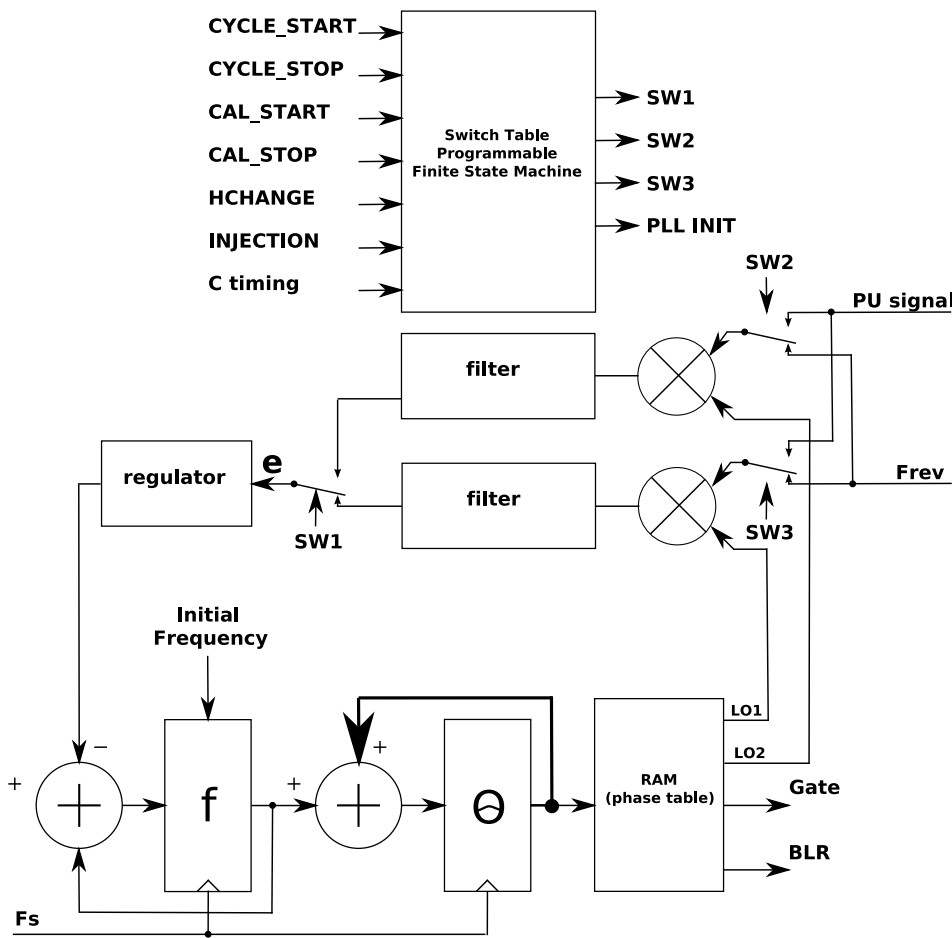 CYCLE_START
CYCLE_STOP
CAL_START
CAL_STOP
HCHANGE
INJECTION
C timing
Switch Table
Programmable
Finite State Machine
SW1
SW2
SW3
PLL INIT
SW2
PU signal
filter
regulator
e
SW1
filter
SW3
Frev
Initial
Frequency
LO1
LO2
+
−
+
f
+
+
+
Θ
RAM
(phase table)
Gate
BLR
Fs